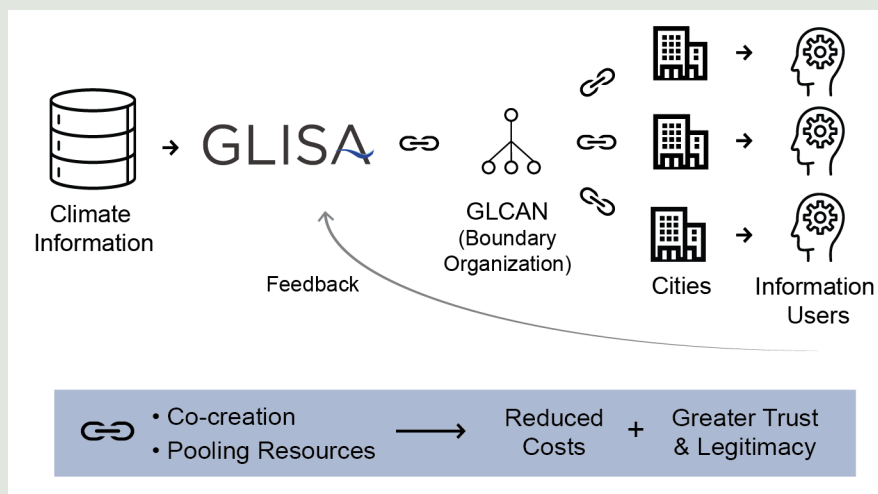 Climate
Information
GLISA
GLCAN
(Boundary
Organization)
Cities
Information
Users
Feedback
• Co-creation
• Pooling Resources
Reduced
Costs
+
Greater Trust
& Legitimacy